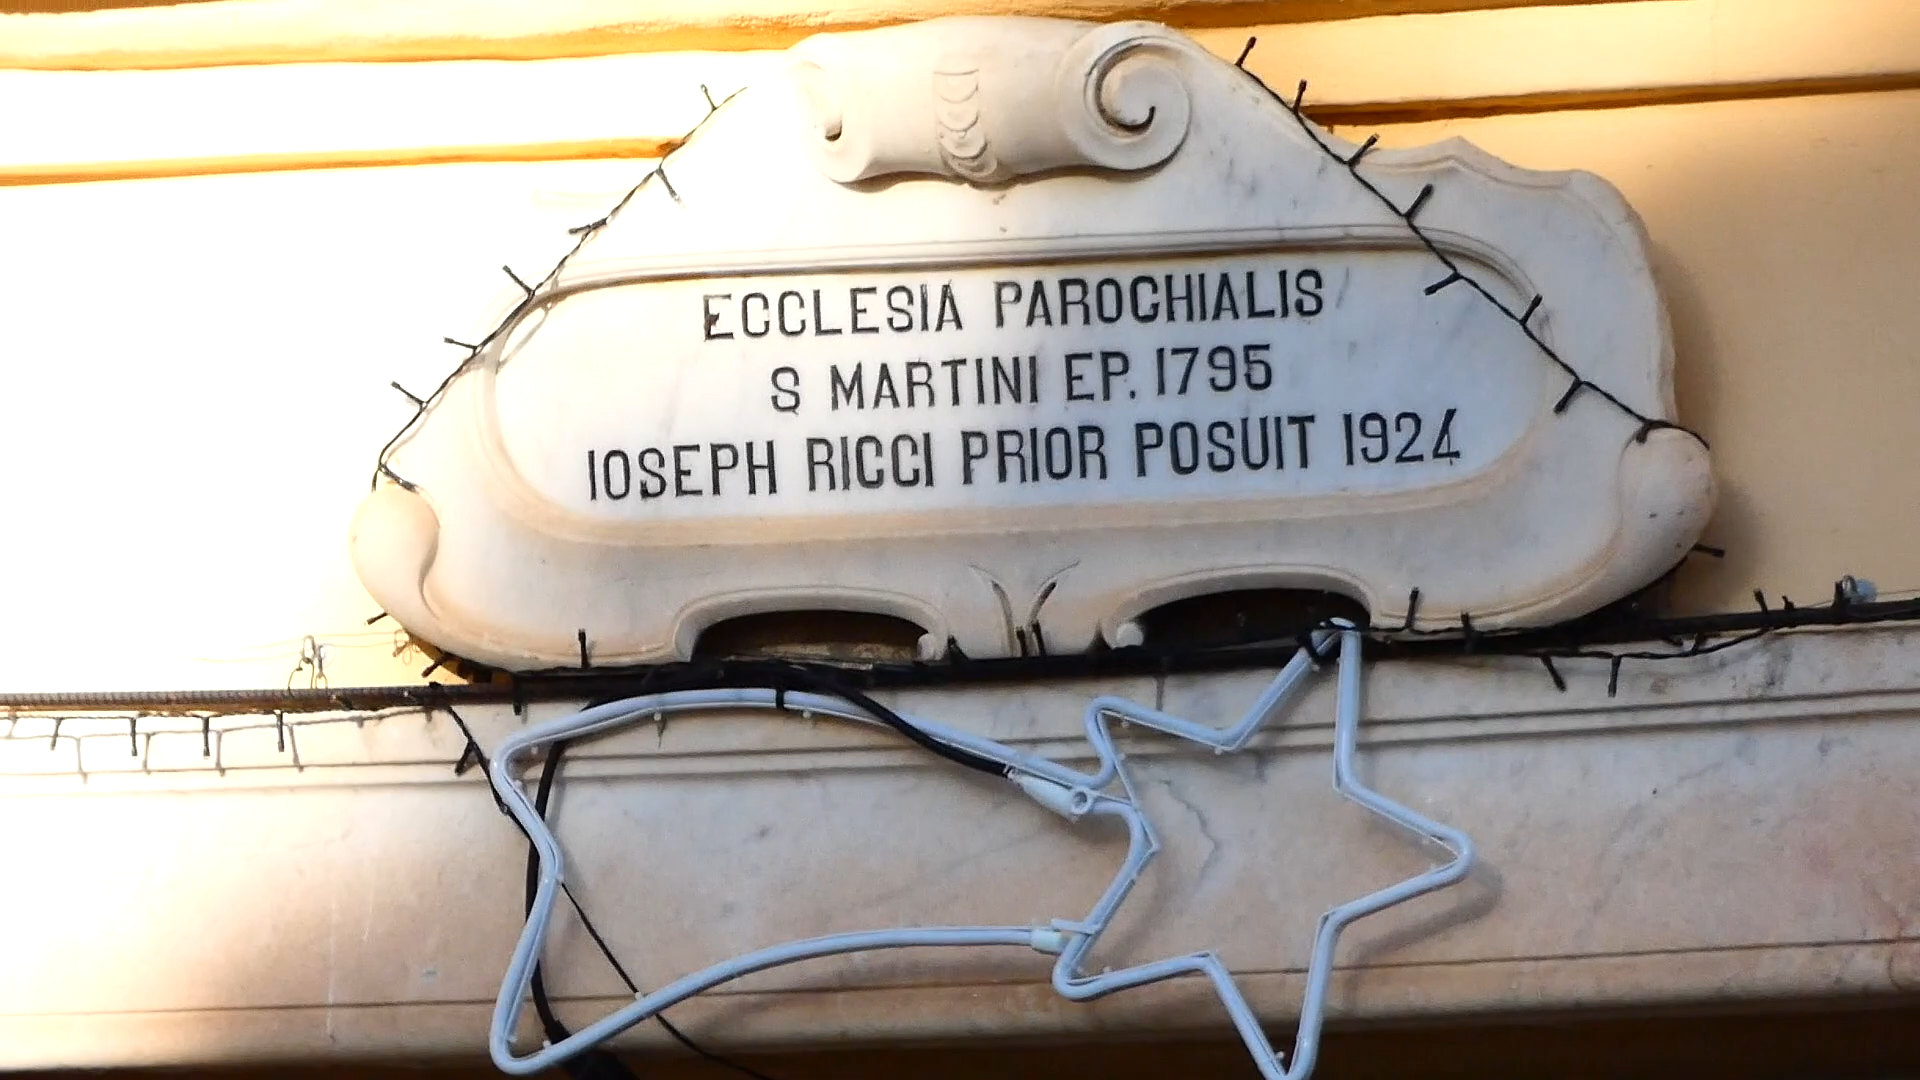 ECCLESIA PAROCHIALIS
S MARTINI EP. 1795
IOSEPH RICCI PRIOR POSUIT 1924